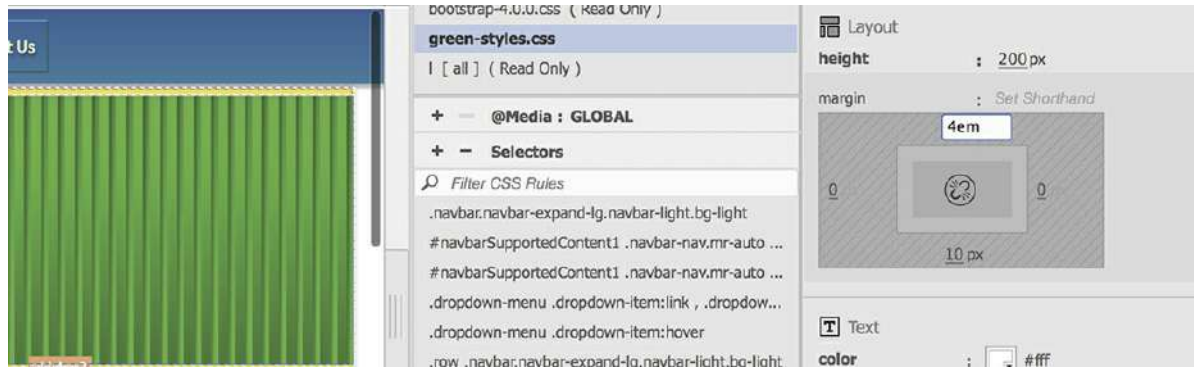 t Us
bootstrap-4.0.0.css ( Read Only )
green-styles.css
l [ all ] ( Read Only )
+ − @Media : GLOBAL
+ − Selectors
Filter CSS Rules
.navbar.navbar-expand-lg.navbar-light.bg-light
#navbarSupportedContent1 .navbar-nav.mr-auto ...
#navbarSupportedContent1 .navbar-nav.mr-auto ...
.dropdown-menu .dropdown-item:link , .dropdow...
.dropdown-menu .dropdown-item:hover
.row .navbar.navbar-expand-lg.navbar-light.bg-light
Layout
height : 200 px
margin : Set Shorthand
4em
0 0
10 px
T Text
color : #fff